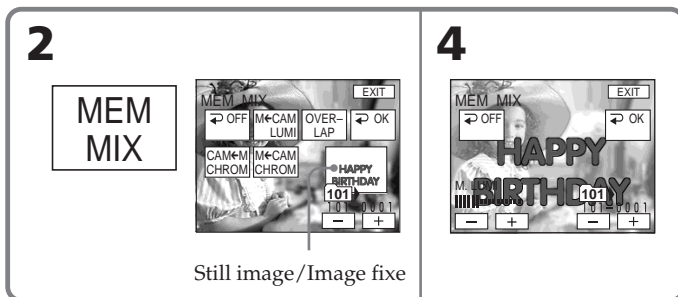 2
MEM
MIX
MEM MIX
EXIT
⮌ OFF
M←CAM
LUMI
OVER–
LAP
⮌ OK
CAM←M
CHROM
M←CAM
CHROM
HAPPY
BIRTHDAY
101
101–0001
– +
Still image/Image fixe
4
MEM MIX
EXIT
⮌ OFF
⮌ OK
HAPPY
BIRTHDAY
M. LUMI
101
101–0001
– +
– +